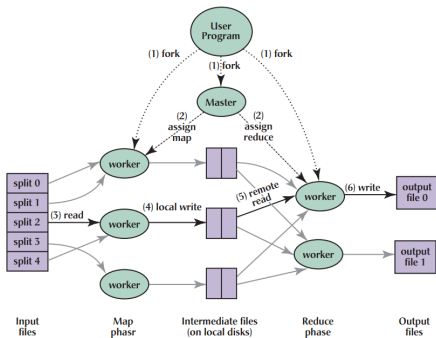 User
Program
(1) fork
(1) fork
(1) fork
Master
(2)
assign
map
(2)
assign
reduce
worker
split 0
split 1
split 2
split 3
split 4
(3) read
worker
(4) local write
(5) remote
read
worker
(6) write
output
file 0
worker
output
file 1
worker
Input
files
Map
phasr
Intermediate files
(on local disks)
Reduce
phase
Output
files